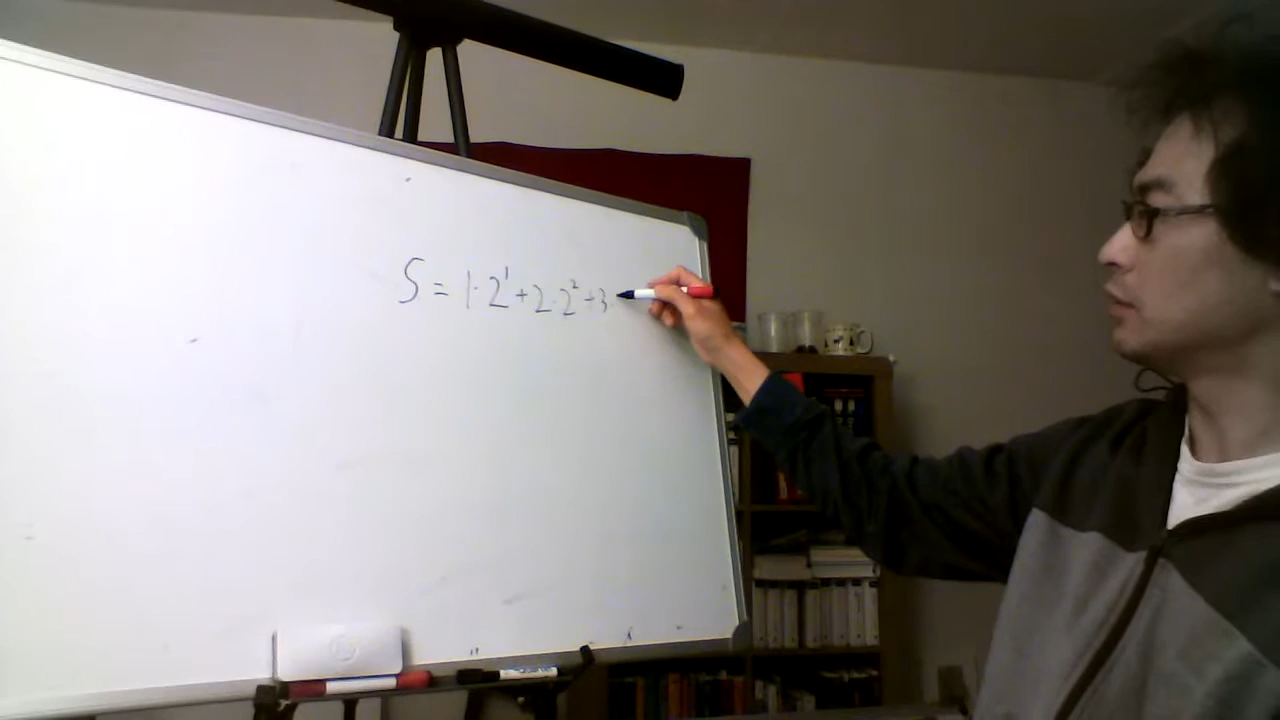 S = 1·2¹ + 2·2² + 3·